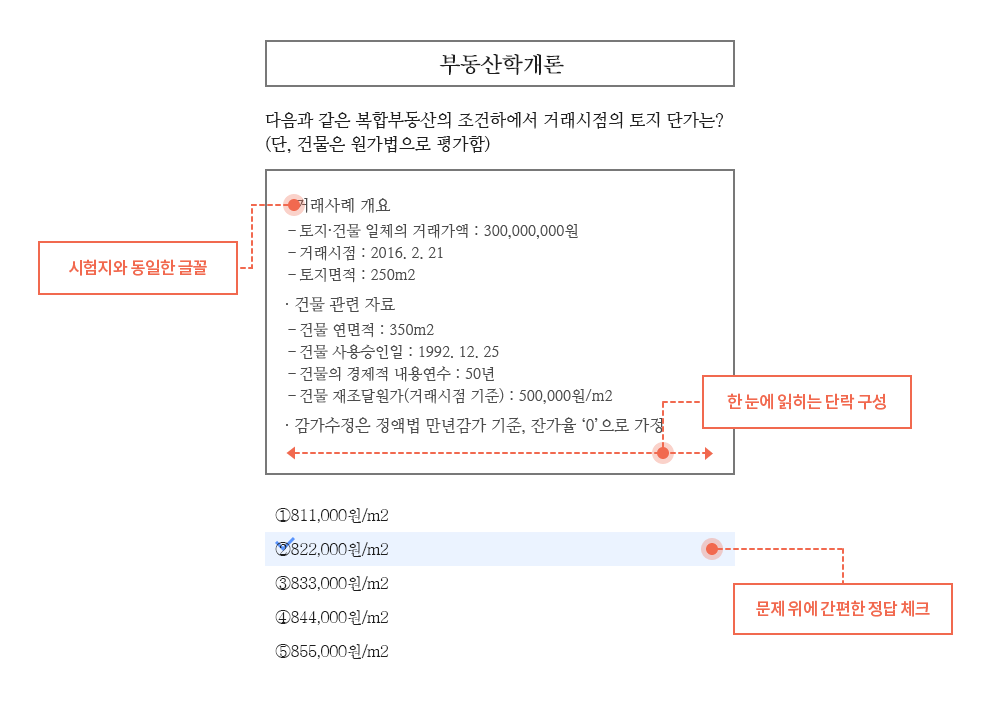 부동산학개론
다음과 같은 복합부동산의 조건하에서 거래시점의 토지 단가는?
(단, 건물은 원가법으로 평가함)
거래사례 개요
– 토지·건물 일체의 거래가액 : 300,000,000원
– 거래시점 : 2016. 2. 21
– 토지면적 : 250m2
시험지와 동일한 글꼴
· 건물 관련 자료
– 건물 연면적 : 350m2
– 건물 사용승인일 : 1992. 12. 25
– 건물의 경제적 내용연수 : 50년
– 건물 재조달원가(거래시점 기준) : 500,000원/m2
한 눈에 읽히는 단락 구성
· 감가수정은 정액법 만년감가 기준, 잔가율 ‘0’으로 가정
①811,000원/m2
②822,000원/m2
③833,000원/m2
문제 위에 간편한 정답 체크
④844,000원/m2
⑤855,000원/m2